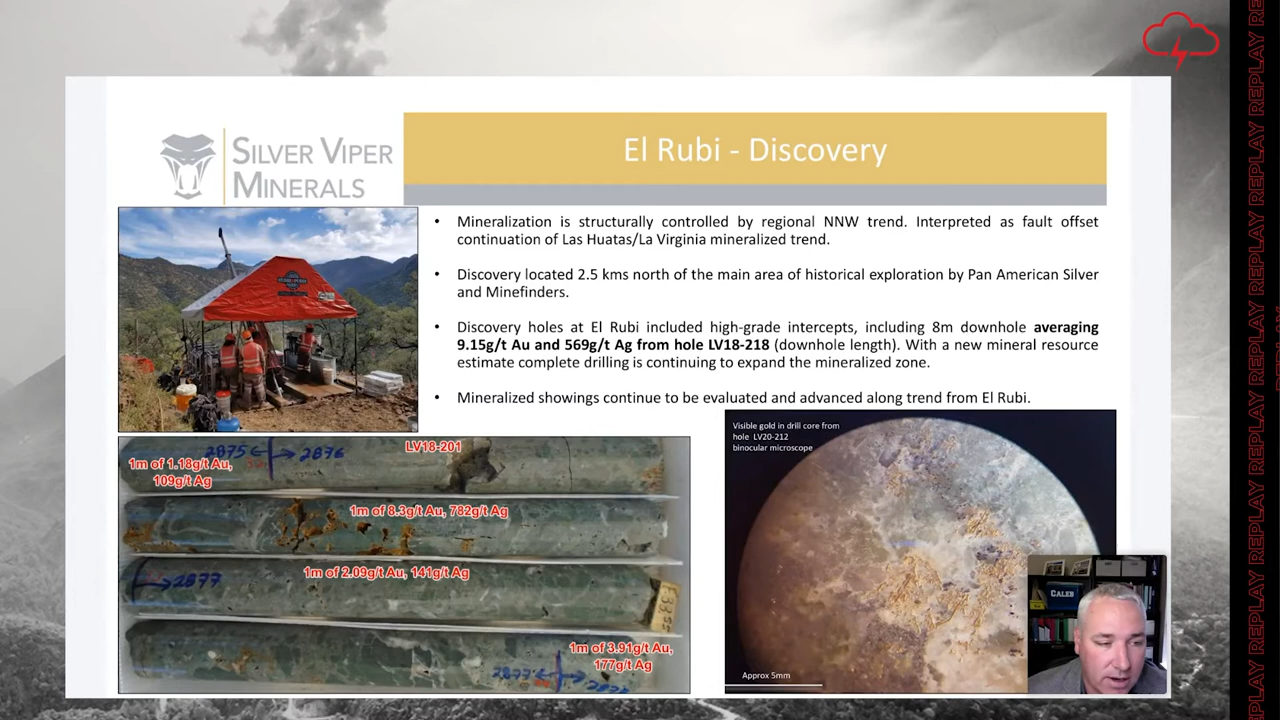 SILVER VIPER
MINERALS
El Rubi - Discovery
• Mineralization is structurally controlled by regional NNW trend. Interpreted as fault offset
continuation of Las Huatas/La Virginia mineralized trend.
• Discovery located 2.5 kms north of the main area of historical exploration by Pan American Silver
and Minefinders.
• Discovery holes at El Rubi included high-grade intercepts, including 8m downhole averaging
9.15g/t Au and 569g/t Ag from hole LV18-218 (downhole length). With a new mineral resource
estimate complete drilling is continuing to expand the mineralized zone.
• Mineralized showings continue to be evaluated and advanced along trend from El Rubi.
2875
2876
LV18-201
1m of 1.18g/t Au,
109g/t Ag
1m of 8.3g/t Au, 782g/t Ag
2877
1m of 2.09g/t Au, 141g/t Ag
1m of 3.91g/t Au,
177g/t Ag
Visible gold in drill core from
hole LV20-212
binocular microscope
Approx 5mm
CALEB
REPLAY REPLAY REPLAY REPLAY REPLAY REPLAY REPLAY